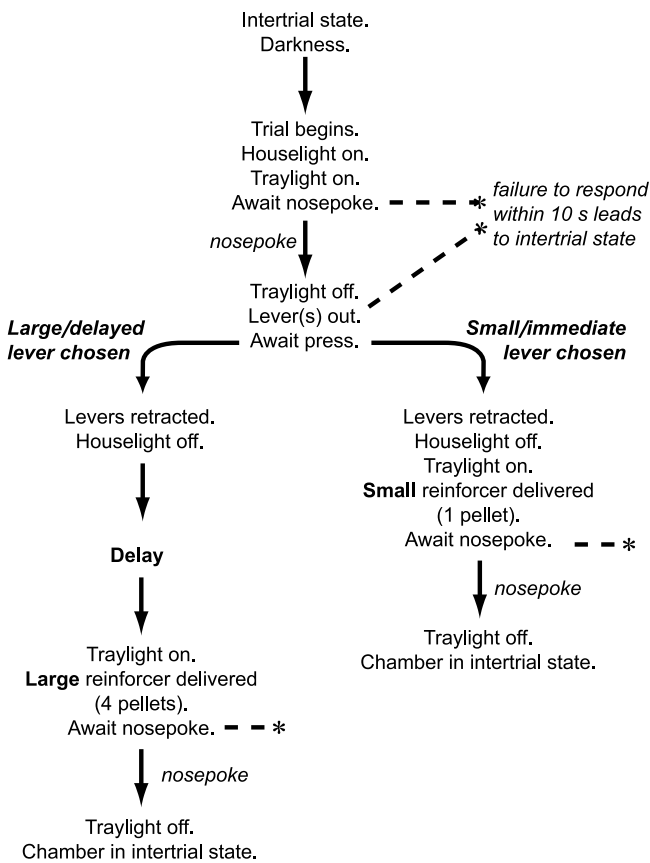 Intertrial state.
Darkness.
Trial begins.
Houselight on.
Traylight on.
Await nosepoke.
* failure to respond
within 10 s leads
* to intertrial state
nosepoke
Traylight off.
Lever(s) out.
Await press.
Large/delayed
lever chosen
Small/immediate
lever chosen
Levers retracted.
Houselight off.
Delay
Traylight on.
Large reinforcer delivered
(4 pellets).
Await nosepoke. *
nosepoke
Traylight off.
Chamber in intertrial state.
Levers retracted.
Houselight off.
Traylight on.
Small reinforcer delivered
(1 pellet).
Await nosepoke. *
nosepoke
Traylight off.
Chamber in intertrial state.